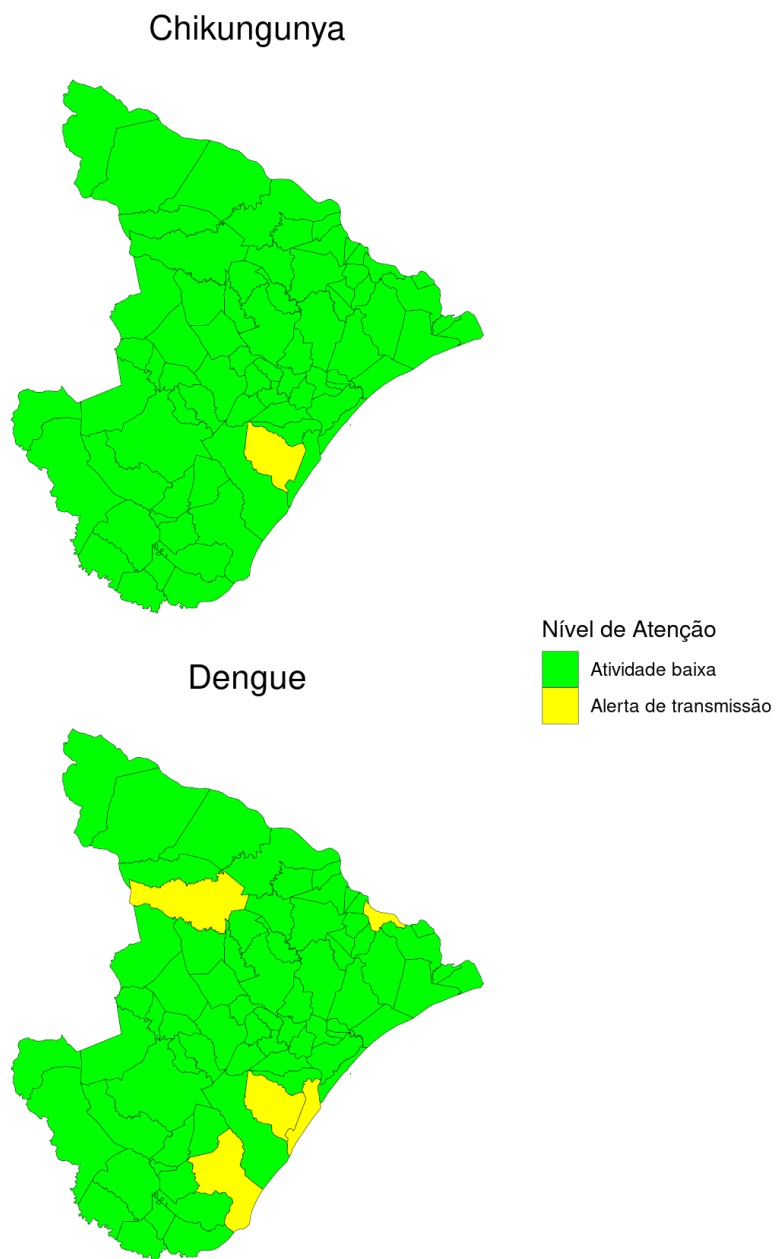 Chikungunya
Nível de Atenção
Atividade baixa
Alerta de transmissão
Dengue